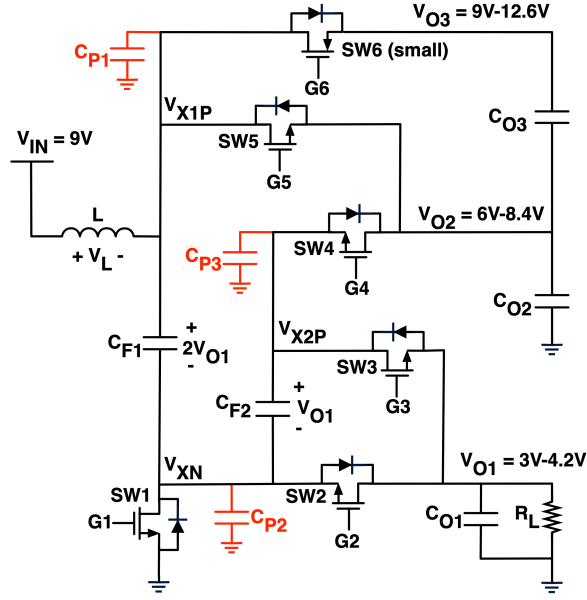 V_O3 = 9V-12.6V
C_P1
SW6 (small)
G6
V_X1P
C_O3
V_IN = 9V
SW5
G5
L
V_O2 = 6V-8.4V
+ V_L -
C_P3
SW4
G4
C_O2
V_X2P
+
C_F1
2V_O1
-
SW3
G3
+
C_F2
V_O1
-
V_XN
V_O1 = 3V-4.2V
SW1
SW2
G1
C_P2
C_O1
R_L
G2